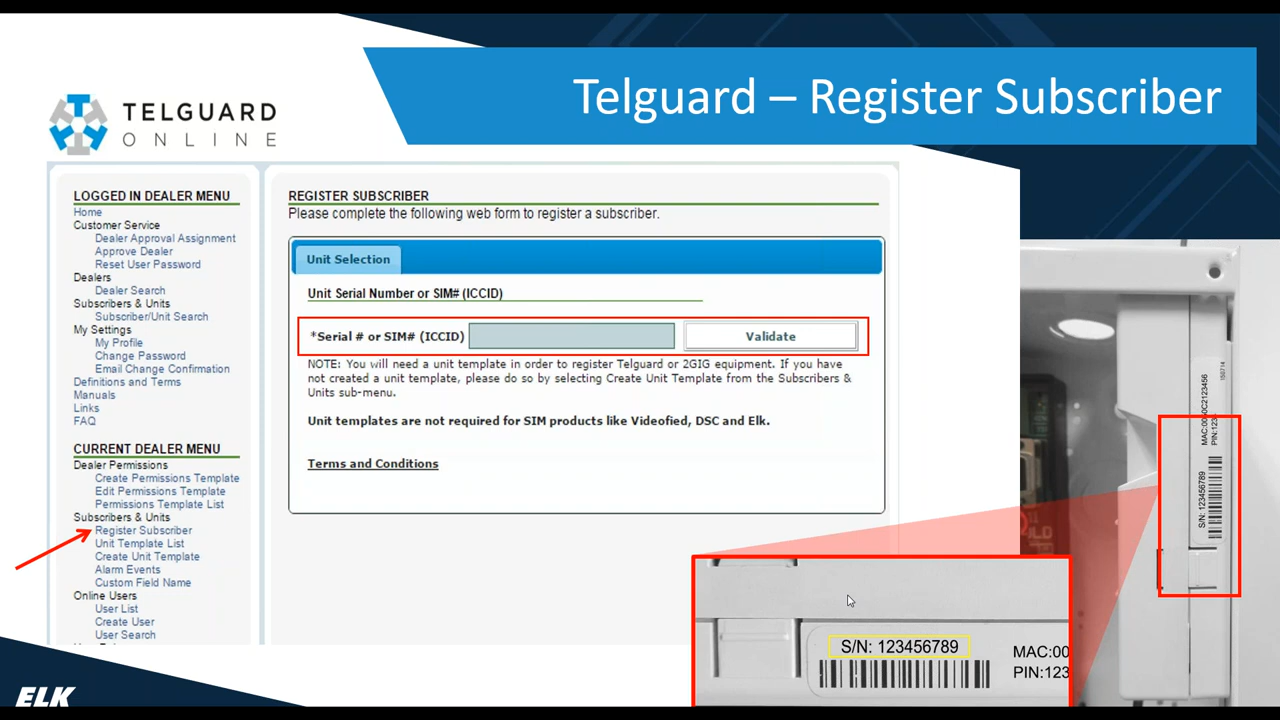 Telguard – Register Subscriber
TELGUARD
ONLINE
LOGGED IN DEALER MENU
Home
Customer Service
Dealer Approval Assignment
Approve Dealer
Reset User Password
Dealers
Dealer Search
Subscribers & Units
Subscriber/Unit Search
My Settings
My Profile
Change Password
Email Change Confirmation
Definitions and Terms
Manuals
Links
FAQ
CURRENT DEALER MENU
Dealer Permissions
Create Permissions Template
Edit Permissions Template
Permissions Template List
Subscribers & Units
Register Subscriber
Unit Template List
Create Unit Template
Alarm Events
Custom Field Name
Online Users
User List
Create User
User Search
REGISTER SUBSCRIBER
Please complete the following web form to register a subscriber.
Unit Selection
Unit Serial Number or SIM# (ICCID)
*Serial # or SIM# (ICCID)
Validate
NOTE: You will need a unit template in order to register Telguard or 2GIG equipment. If you have
not created a unit template, please do so by selecting Create Unit Template from the Subscribers &
Units sub-menu.
Unit templates are not required for SIM products like Videofied, DSC and Elk.
Terms and Conditions
S/N: 123456789
MAC:00
PIN:123
S/N: 123456789
MAC:0040C2123456
PIN:123
ELK